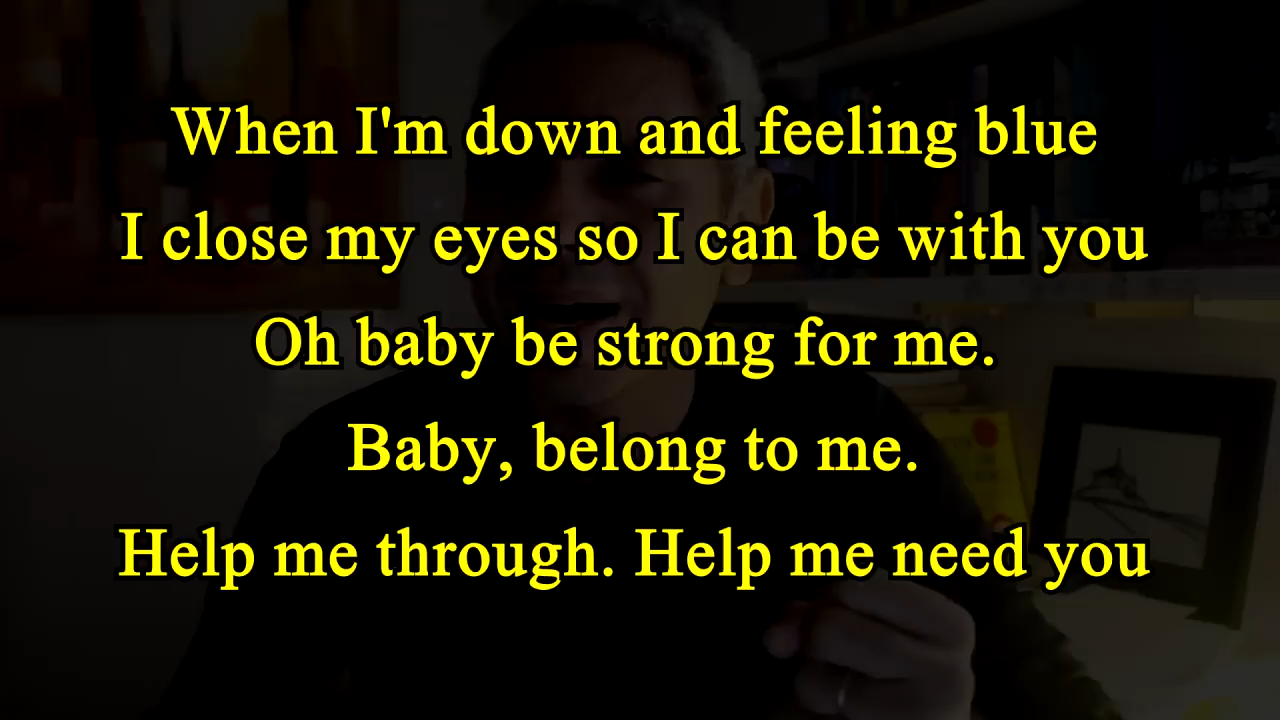 When I'm down and feeling blue
I close my eyes so I can be with you
Oh baby be strong for me.
Baby, belong to me.
Help me through. Help me need you